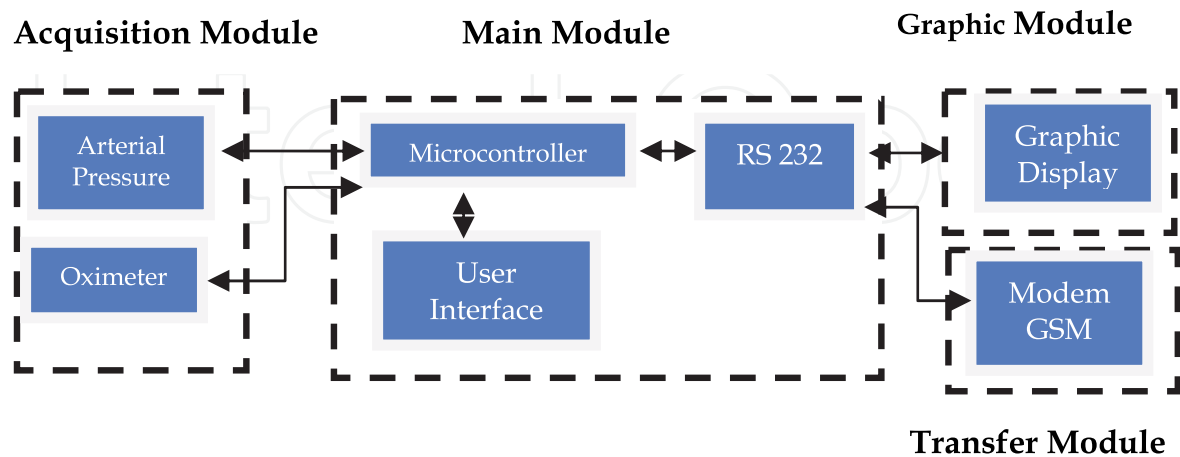 Acquisition Module
Main Module
Graphic Module
Arterial
Pressure
Oximeter
Microcontroller
User
Interface
RS 232
Graphic
Display
Modem
GSM
Transfer Module